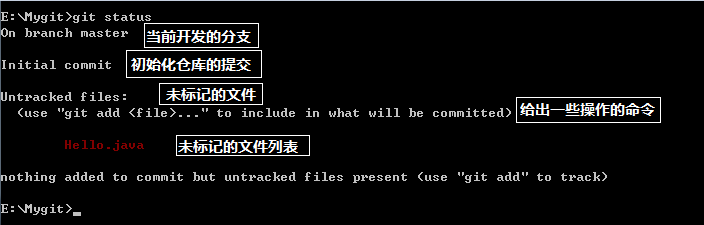 E:\Mygit>git status
On branch master 当前开发的分支
Initial commit 初始化仓库的提交
Untracked files: 未标记的文件
(use "git add <file>..." to include in what will be committed) 给出一些操作的命令
Hello.java 未标记的文件列表
nothing added to commit but untracked files present (use "git add" to track)
E:\Mygit>_